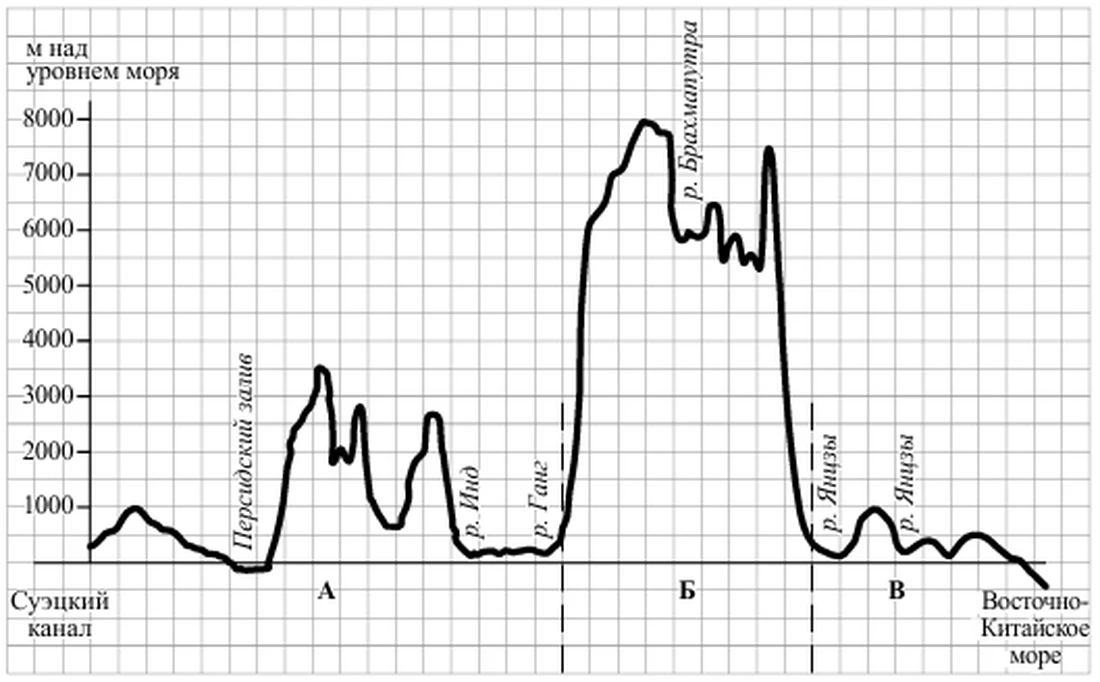 м над
уровнем моря
8000
7000
6000
5000
4000
3000
2000
1000
Персидский залив
р. Инд
р. Ганг
р. Брахмапутра
р. Янцзы
р. Янцзы
А
Б
В
Суэцкий
канал
Восточно-
Китайское
море